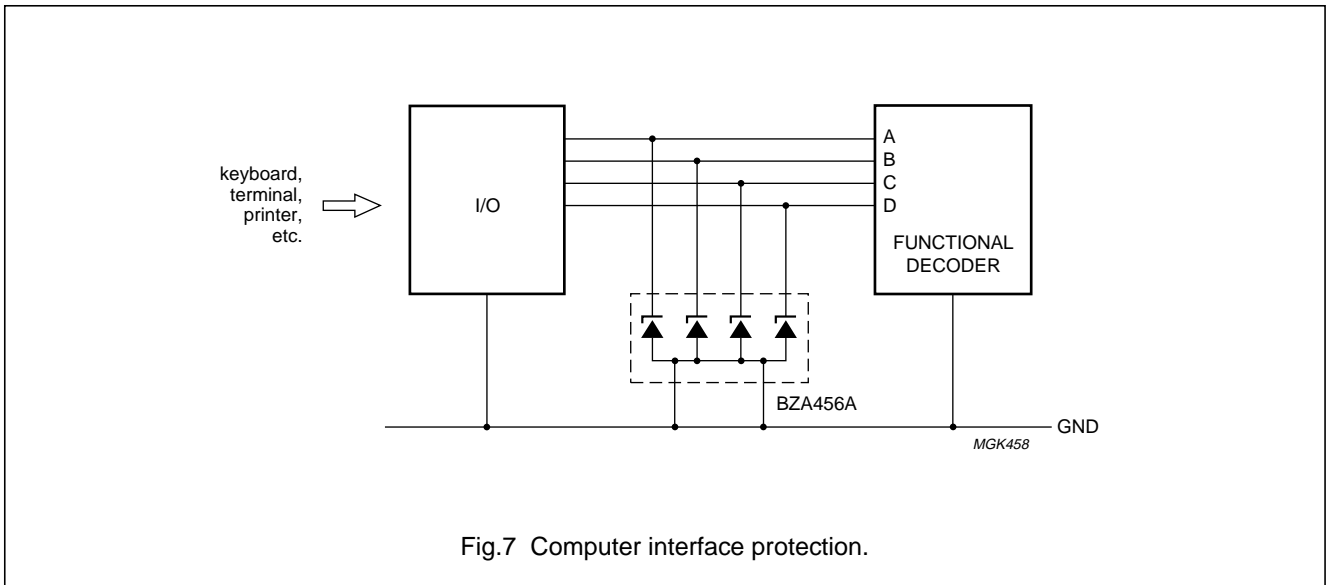 keyboard,
terminal,
printer,
etc.
I/O
A
B
C
D
FUNCTIONAL
DECODER
BZA456A
GND
MGK458
Fig.7 Computer interface protection.